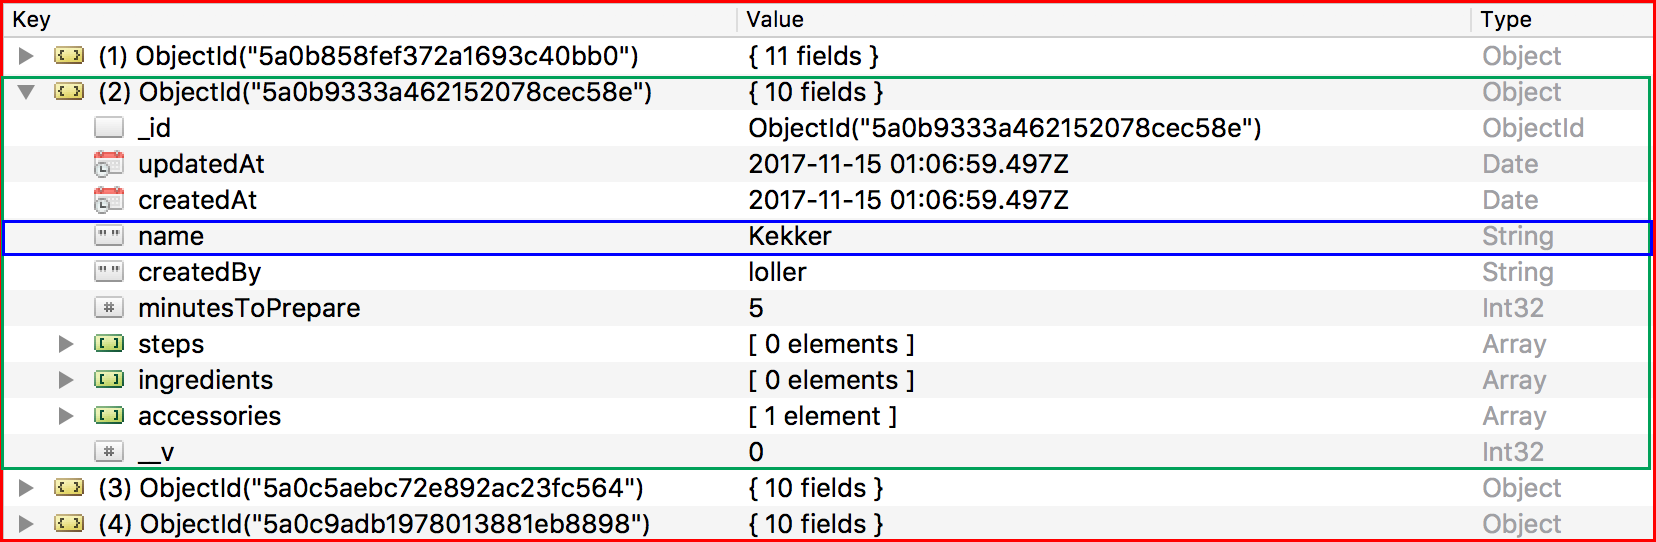 Key Value Type
(1) ObjectId("5a0b858fef372a1693c40bb0") { 11 fields } Object
(2) ObjectId("5a0b9333a462152078cec58e") { 10 fields } Object
_id ObjectId("5a0b9333a462152078cec58e") ObjectId
updatedAt 2017-11-15 01:06:59.497Z Date
createdAt 2017-11-15 01:06:59.497Z Date
name Kekker String
createdBy loller String
minutesToPrepare 5 Int32
steps [ 0 elements ] Array
ingredients [ 0 elements ] Array
accessories [ 1 element ] Array
__v 0 Int32
(3) ObjectId("5a0c5aebc72e892ac23fc564") { 10 fields } Object
(4) ObjectId("5a0c9adb1978013881eb8898") { 10 fields } Object